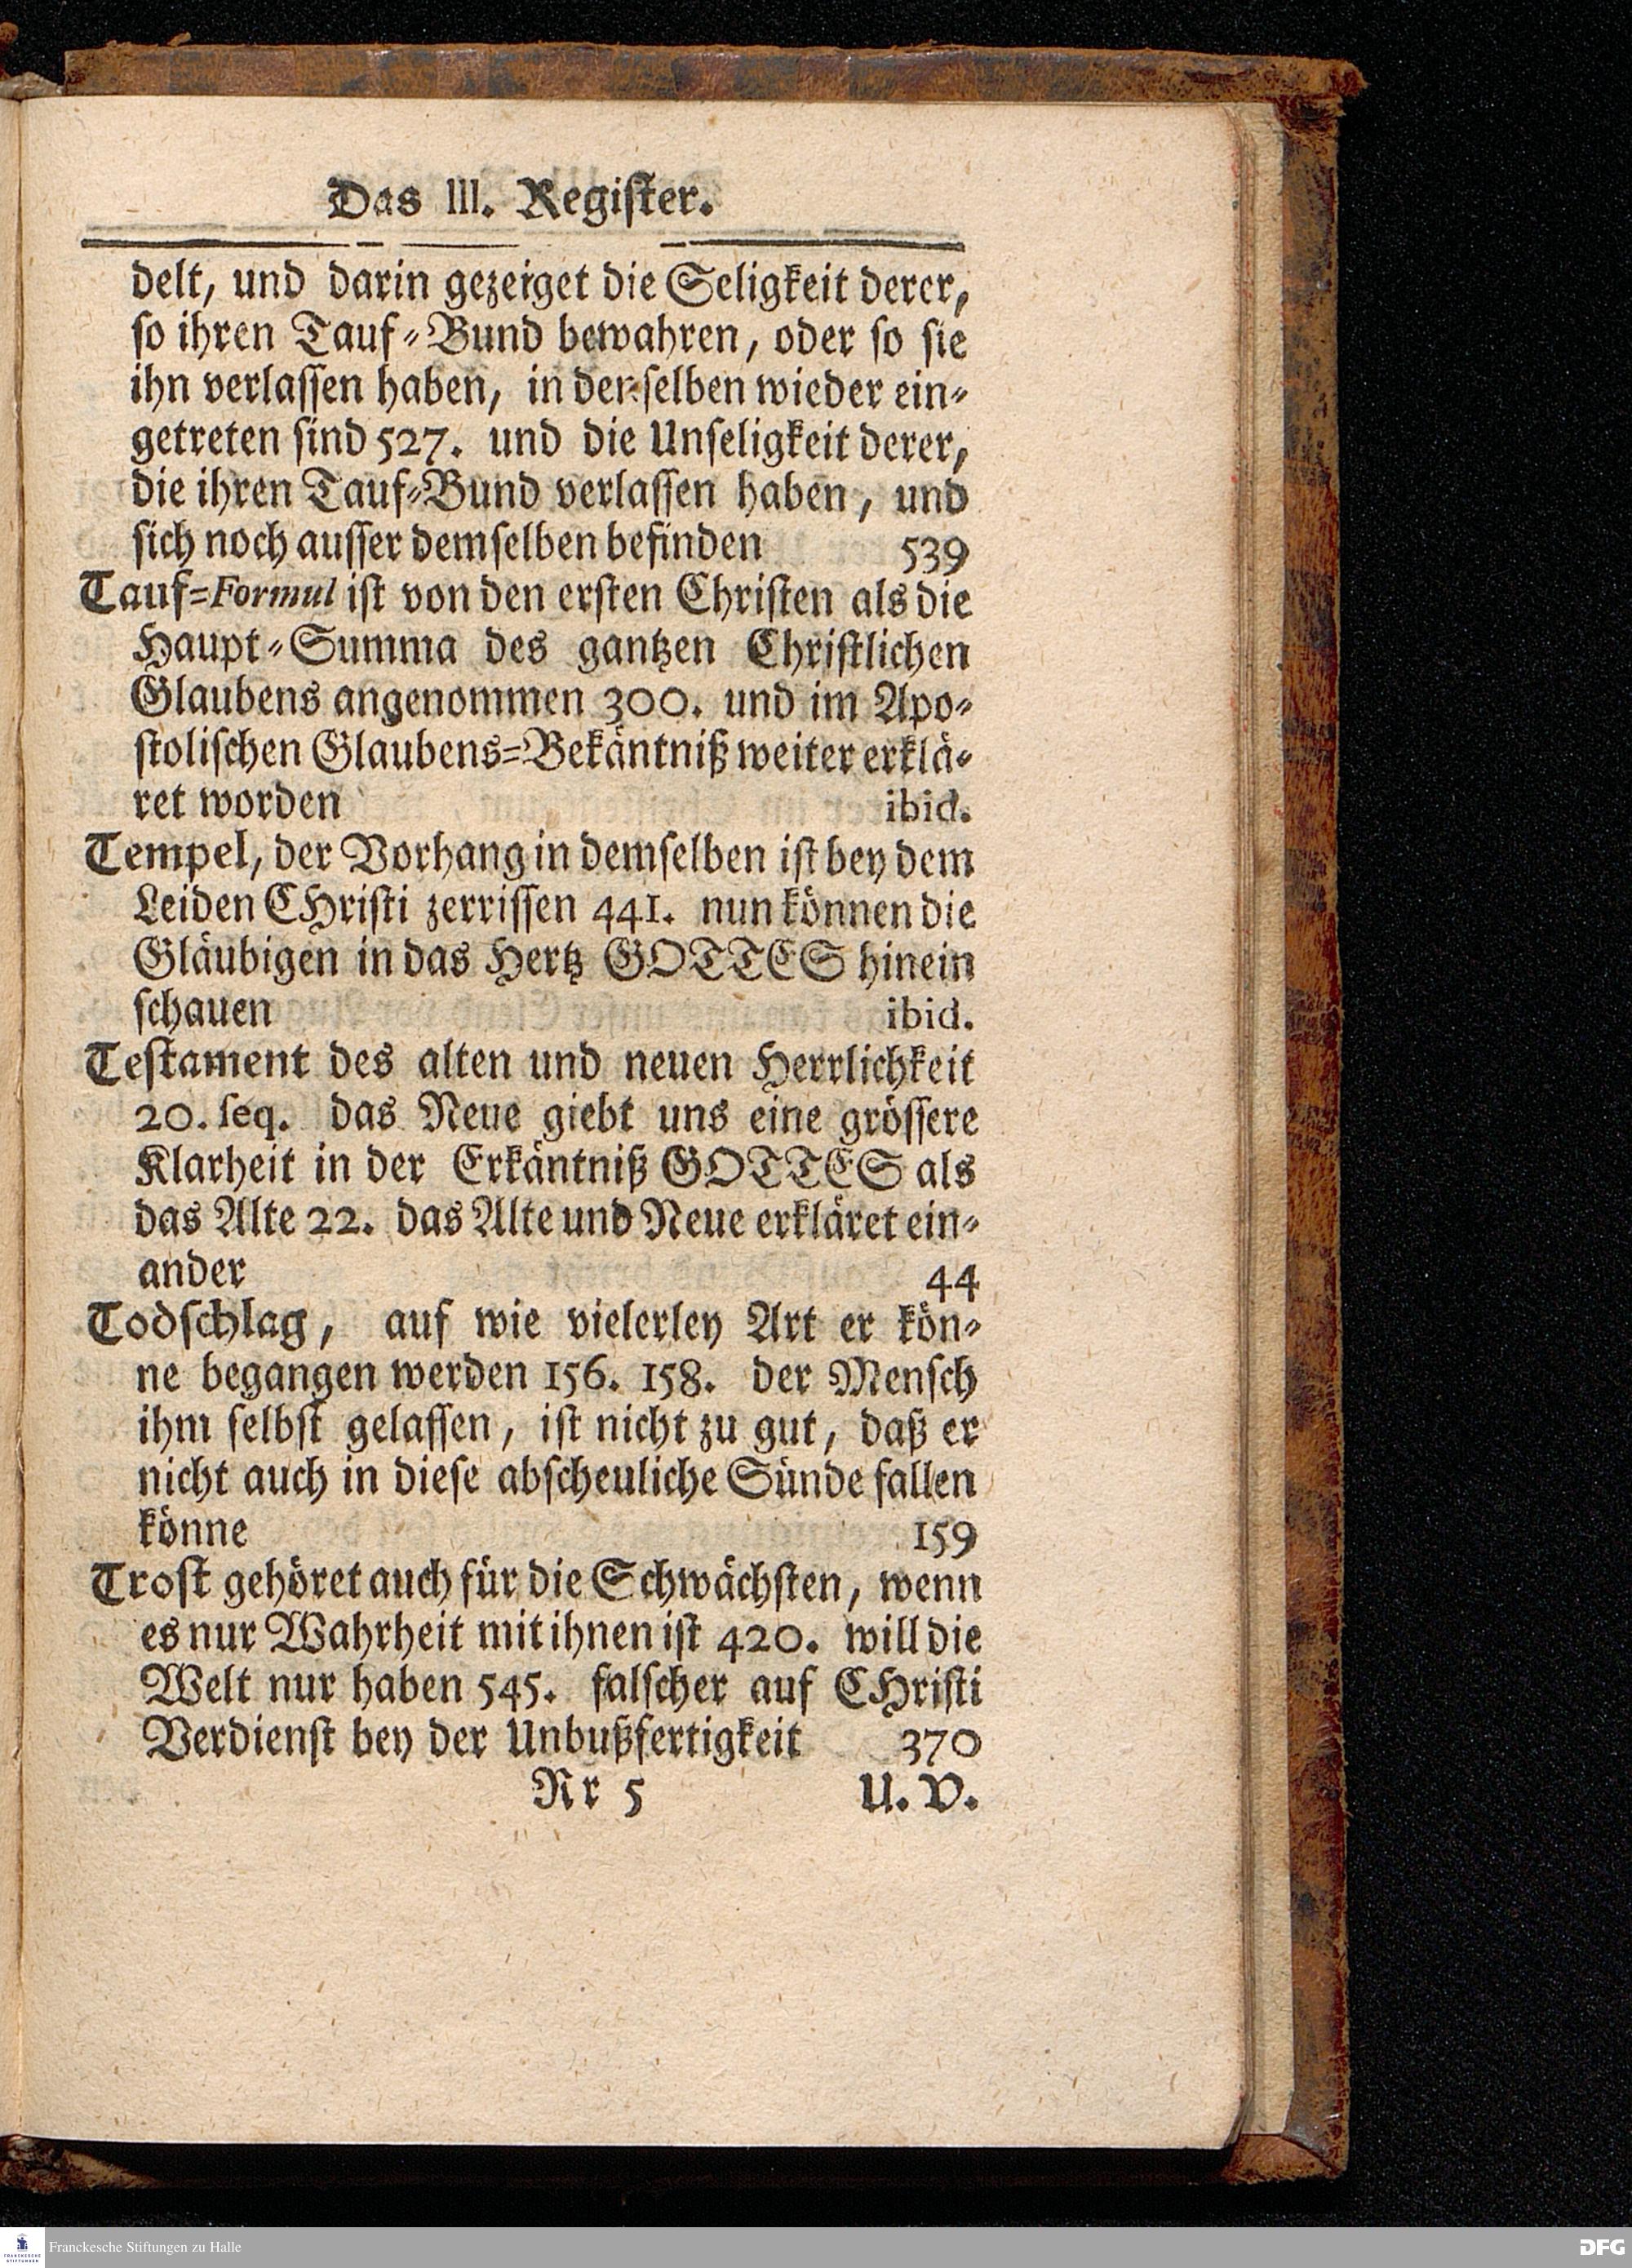 Das III. Regiſter.
delt, und darin gezeiget die Seligkeit derer,
ſo ihren Tauf-Bund bewahren, oder ſo ſie
ihn verlaſſen haben, in denſelben wieder ein-
getreten ſind 527. und die Unſeligkeit derer,
die ihren Tauf-Bund verlaſſen haben, und
ſich noch auſſer demſelben befinden 539
Tauf-Formul iſt von den erſten Chriſten als die
Haupt-Summa des gantzen Chriſtlichen
Glaubens angenommen 300. und im Apo-
ſtoliſchen Glaubens-Bekäntniß weiter erklä-
ret worden ibid.
Tempel, der Vorhang in demſelben iſt bey dem
Leiden CHriſti zerriſſen 441. nun können die
Gläubigen in das Hertz GOTTES hinein
ſchauen ibid.
Teſtament des alten und neuen Herrlichkeit
20. ſeq. das Neue giebt uns eine gröſſere
Klarheit in der Erkäntniß GOTTES als
das Alte 22. das Alte und Neue erkläret ein-
ander 44
Todſchlag, auf wie vielerley Art er kön-
ne begangen werden 156. 158. der Menſch
ihm ſelbſt gelaſſen, iſt nicht zu gut, daß er
nicht auch in dieſe abſcheuliche Sünde fallen
könne 159
Troſt gehöret auch für die Schwächſten, wenn
es nur Wahrheit mit ihnen iſt 420. will die
Welt nur haben 545. falſcher auf CHriſti
Verdienſt bey der Unbußfertigkeit 370
Rr 5 U. V.
FRANCKESCHE STIFTUNGEN
Franckesche Stiftungen zu Halle
DFG